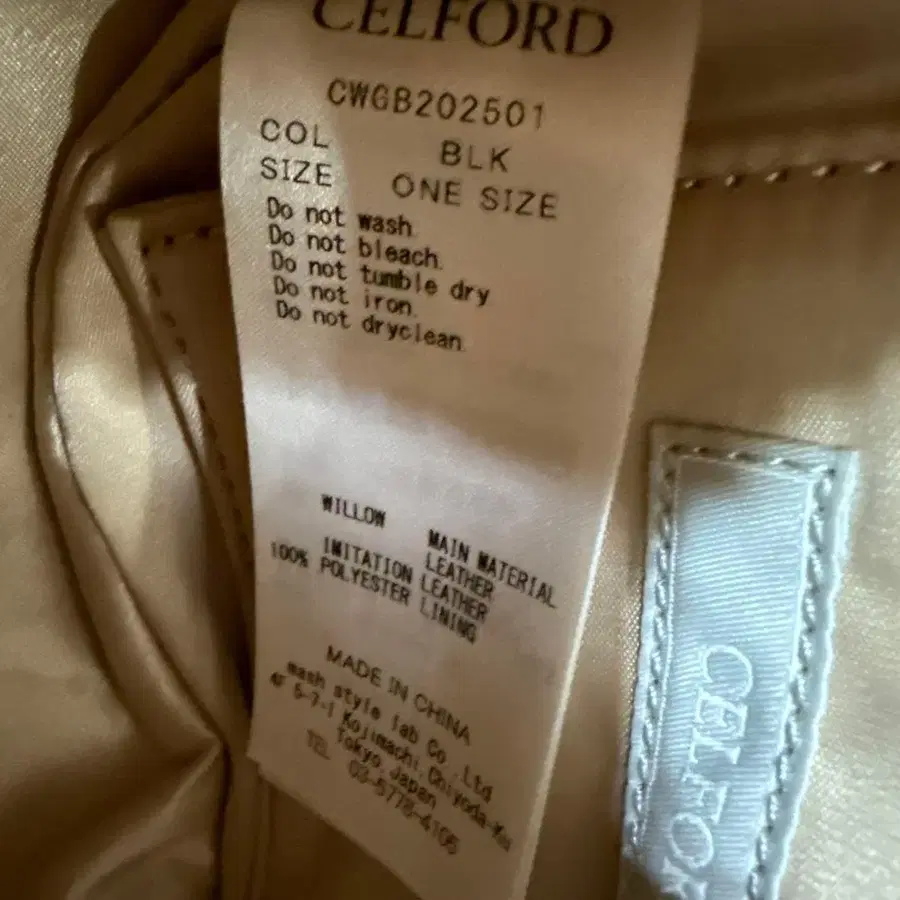 CELFORD
CWGB202501
COL BLK
SIZE ONE SIZE
Do not wash.
Do not bleach.
Do not tumble dry
Do not iron.
Do not dryclean.
WILLOW MAIN MATERIAL
LEATHER
IMITATION LEATHER
100% POLYESTER LINING
MADE IN CHINA
mash style lab Co.,Ltd
4F 5-7-1 Kojimachi,Chiyoda-Ku
Tokyo,Japan
TEL 03-5778-4105
CELFOR